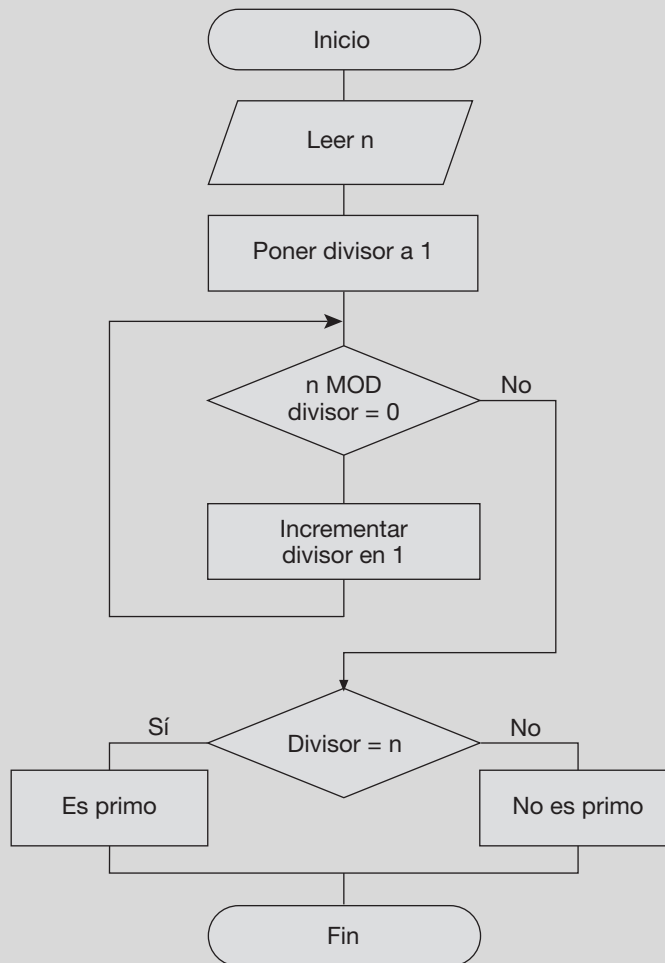 Inicio
Leer n
Poner divisor a 1
n MOD
divisor = 0
No
Incrementar
divisor en 1
Sí
Divisor = n
No
Es primo
No es primo
Fin